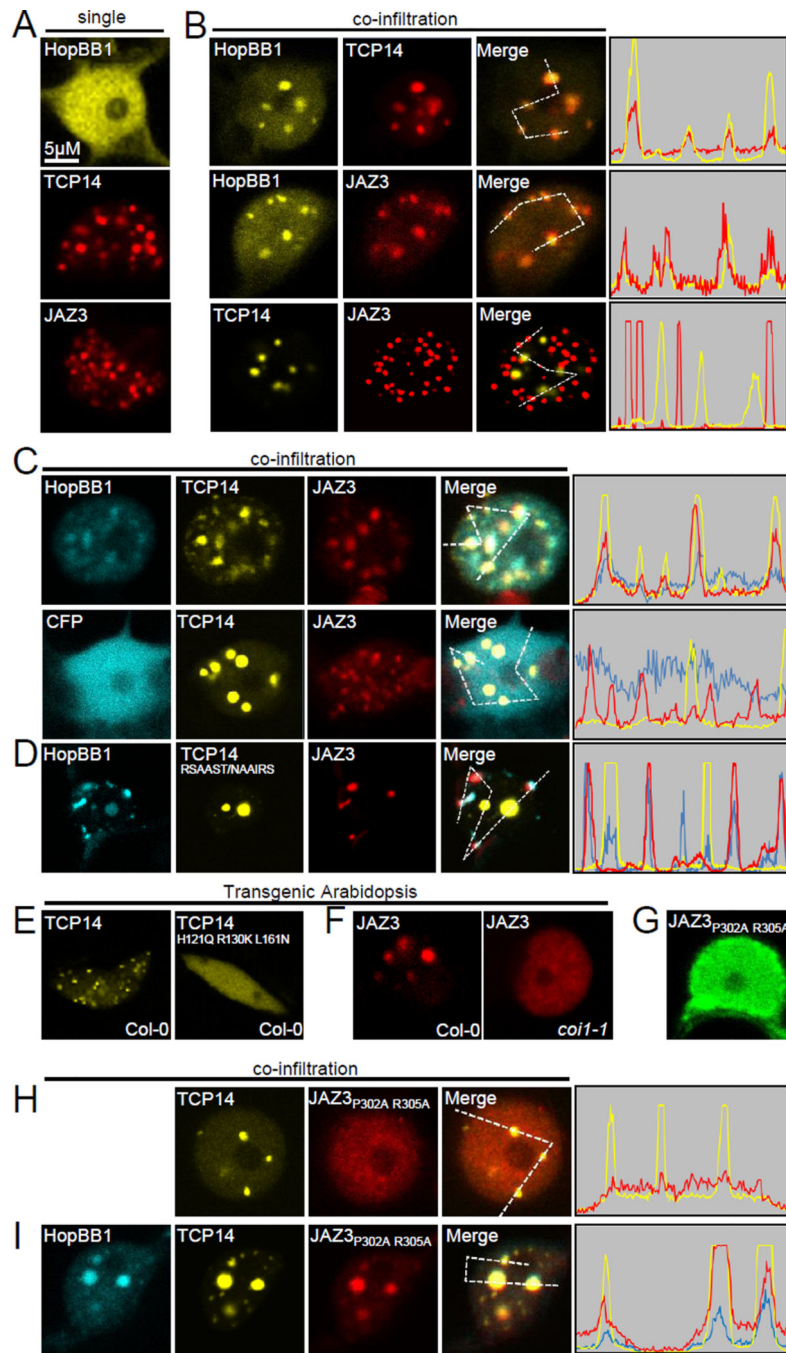 A
single
HopBB1
5µM
TCP14
JAZ3
B
co-infiltration
HopBB1 TCP14 Merge
HopBB1 JAZ3 Merge
TCP14 JAZ3 Merge
C
co-infiltration
HopBB1 TCP14 JAZ3 Merge
CFP TCP14 JAZ3 Merge
D
HopBB1 TCP14 JAZ3 Merge
RSAAST/NAAIRS
Transgenic Arabidopsis
E
TCP14 TCP14
H121Q R130K L161N
Col-0 Col-0
F
JAZ3 JAZ3
Col-0 coi1-1
G
JAZ3P302A R305A
co-infiltration
H
TCP14 JAZ3P302A R305A Merge
I
HopBB1 TCP14 JAZ3P302A R305A Merge